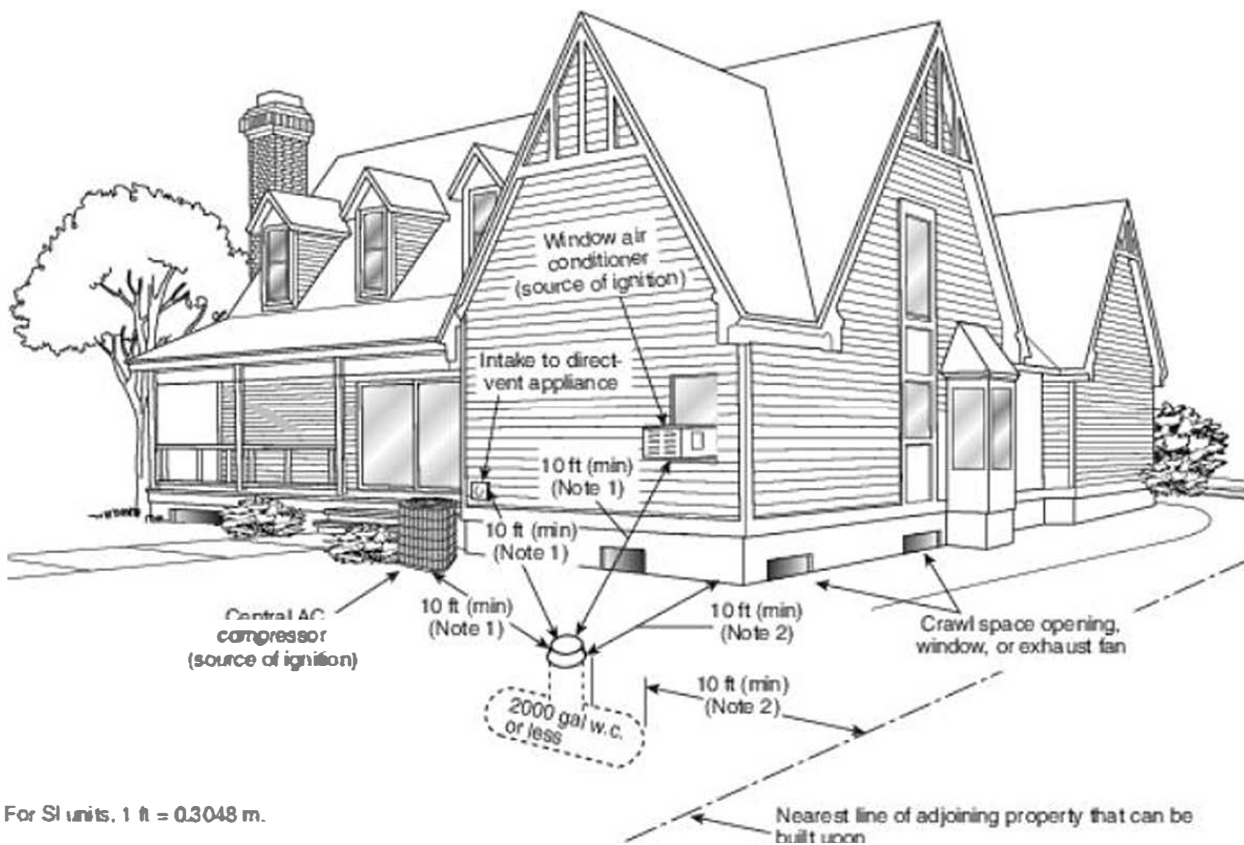 Window air
conditioner
(source of ignition)
Intake to direct-
vent appliance
10 ft (min)
(Note 1)
10 ft (min)
(Note 1)
10 ft (min)
(Note 1)
10 ft (min)
(Note 2)
Central AC
compressor
(source of ignition)
Crawl space opening,
window, or exhaust fan
10 ft (min)
(Note 2)
2000 gal w.c.
or less
For SI units, 1 ft = 0.3048 m.
Nearest line of adjoining property that can be
built upon